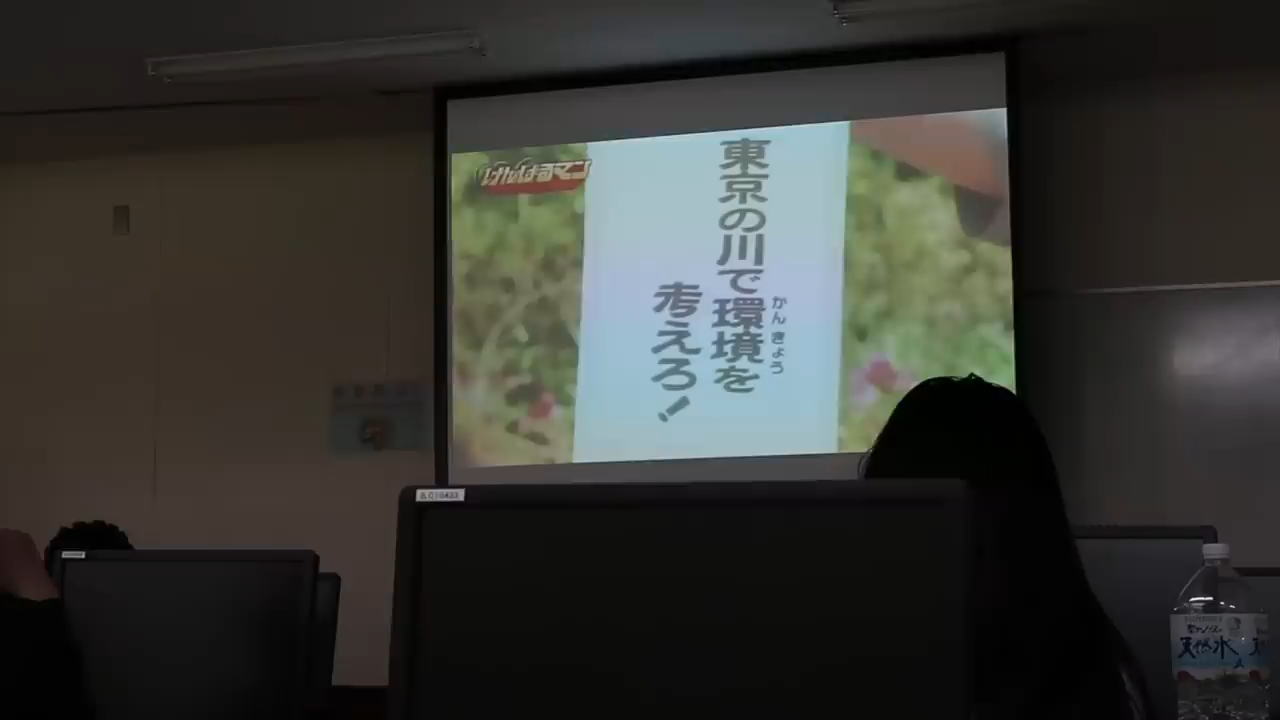 げんばるマン
東京の川で環境を
かんきょう
考えろ!
天然水